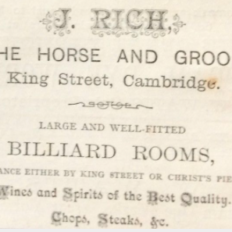 J. RICH,
HE HORSE AND GROO
King Street, Cambridge.
LARGE AND WELL-FITTED
BILLIARD ROOMS,
ANCE EITHER BY KING STREET OR CHRIST'S PIE
Wines and Spirits of the Best Quality.
Chops, Steaks, &c.